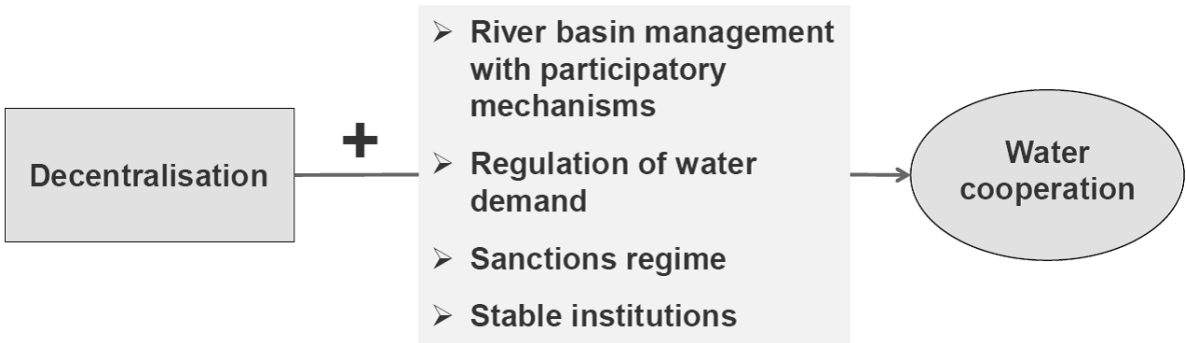 Decentralisation
+
➢ River basin management
with participatory
mechanisms
➢ Regulation of water
demand
➢ Sanctions regime
➢ Stable institutions
Water
cooperation